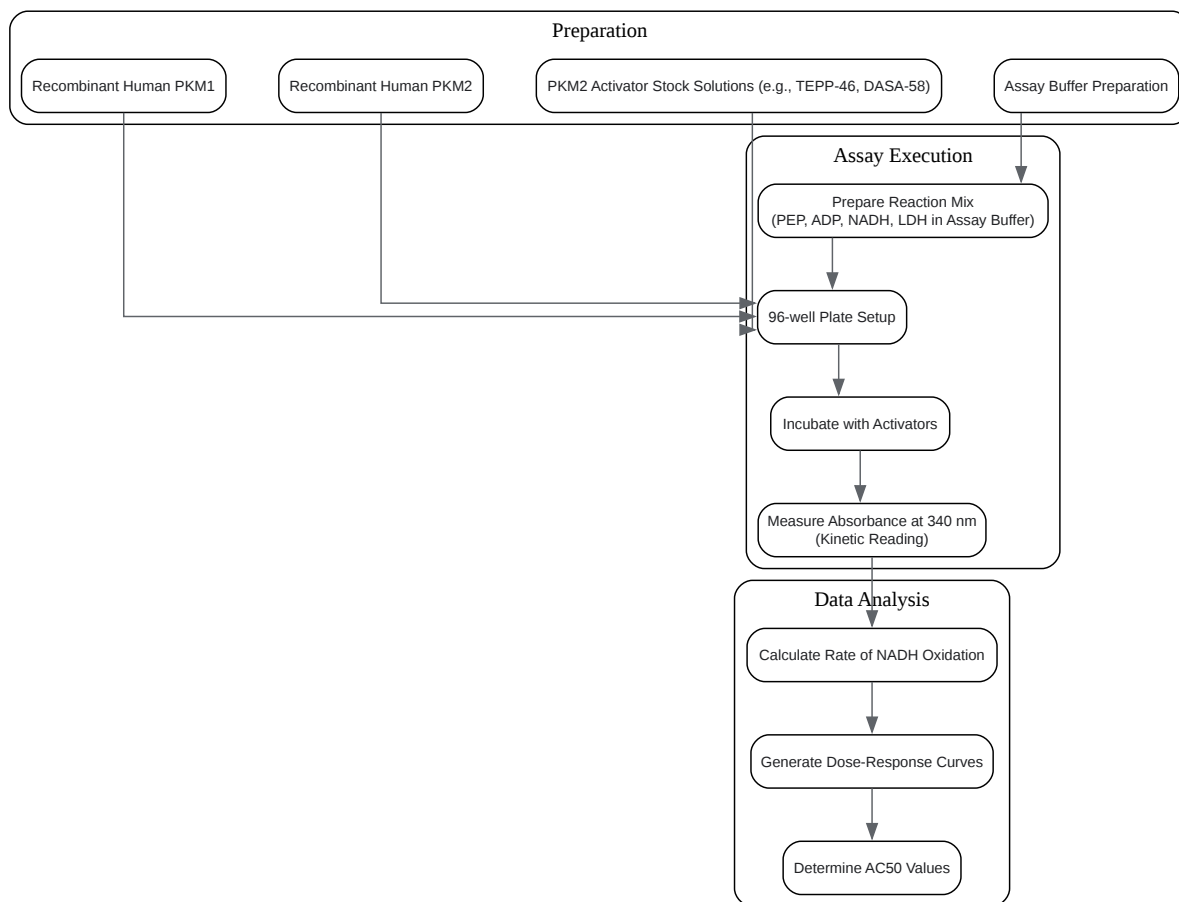 Preparation
Recombinant Human PKM1
Recombinant Human PKM2
PKM2 Activator Stock Solutions (e.g., TEPP-46, DASA-58)
Assay Buffer Preparation
Assay Execution
Prepare Reaction Mix
(PEP, ADP, NADH, LDH in Assay Buffer)
96-well Plate Setup
Incubate with Activators
Measure Absorbance at 340 nm
(Kinetic Reading)
Data Analysis
Calculate Rate of NADH Oxidation
Generate Dose-Response Curves
Determine AC50 Values